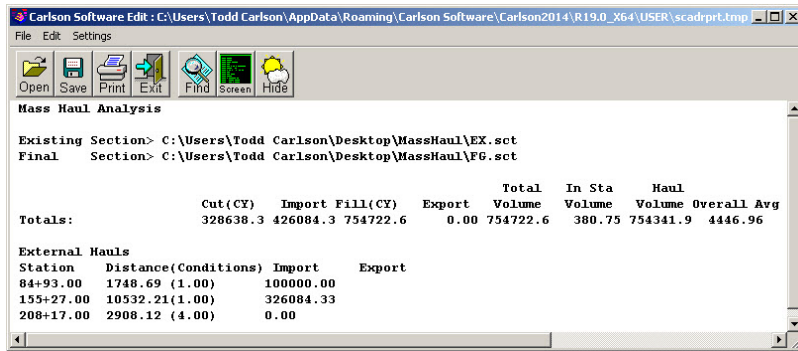 Carlson Software Edit : C:\Users\Todd Carlson\AppData\Roaming\Carlson Software\Carlson2014\R19.0_X64\USER\scadrprt.tmp
File Edit Settings
Open Save Print Exit Find Screen Hide
Mass Haul Analysis
Existing Section> C:\Users\Todd Carlson\Desktop\MassHaul\EX.sct
Final Section> C:\Users\Todd Carlson\Desktop\MassHaul\FG.sct
Total In Sta Haul
Cut(CY) Import Fill(CY) Export Volume Volume Volume Overall Avg
Totals: 328638.3 426084.3 754722.6 0.00 754722.6 380.75 754341.9 4446.96
External Hauls
Station Distance(Conditions) Import Export
84+93.00 1748.69 (1.00) 100000.00
155+27.00 10532.21(1.00) 326084.33
208+17.00 2908.12 (4.00) 0.00